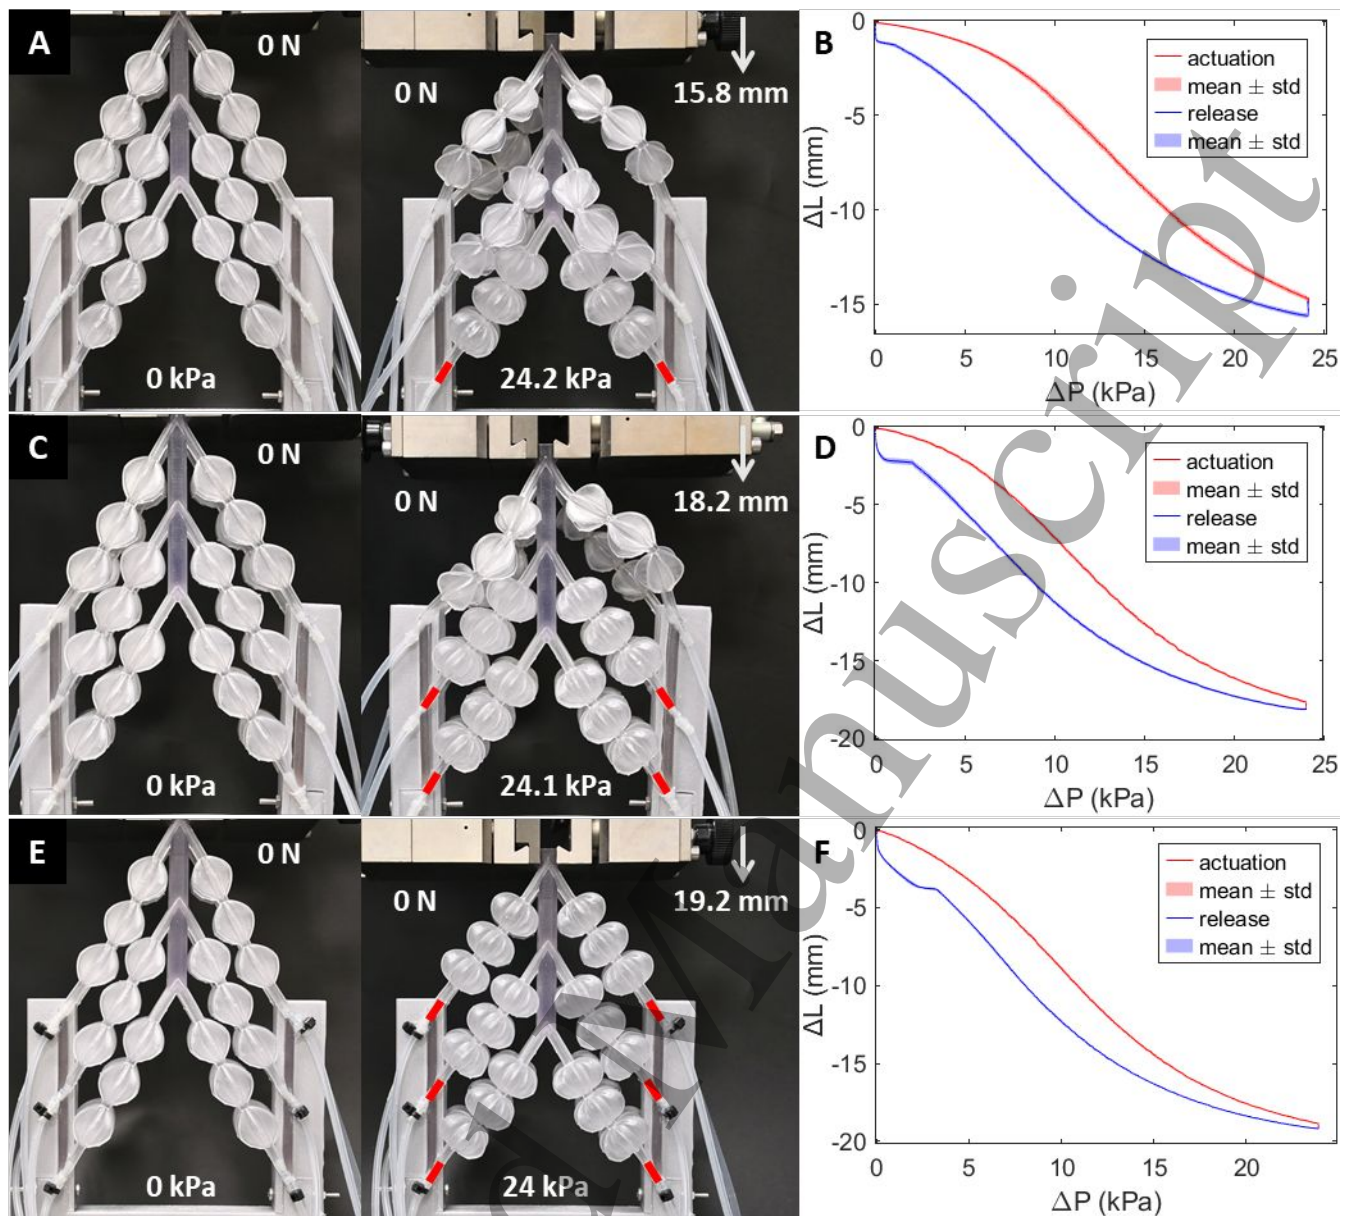 A
0 N
0 kPa
0 N
15.8 mm
24.2 kPa
B
actuation
mean ± std
release
mean ± std
0
-5
-10
-15
ΔL (mm)
0 5 10 15 20 25
ΔP (kPa)
C
0 N
0 kPa
0 N
18.2 mm
24.1 kPa
D
actuation
mean ± std
release
mean ± std
0
-5
-10
-15
-20
ΔL (mm)
0 5 10 15 20 25
ΔP (kPa)
E
0 N
0 kPa
0 N
19.2 mm
24 kPa
F
actuation
mean ± std
release
mean ± std
0
-5
-10
-15
-20
ΔL (mm)
0 5 10 15 20
ΔP (kPa)
d Manuscript